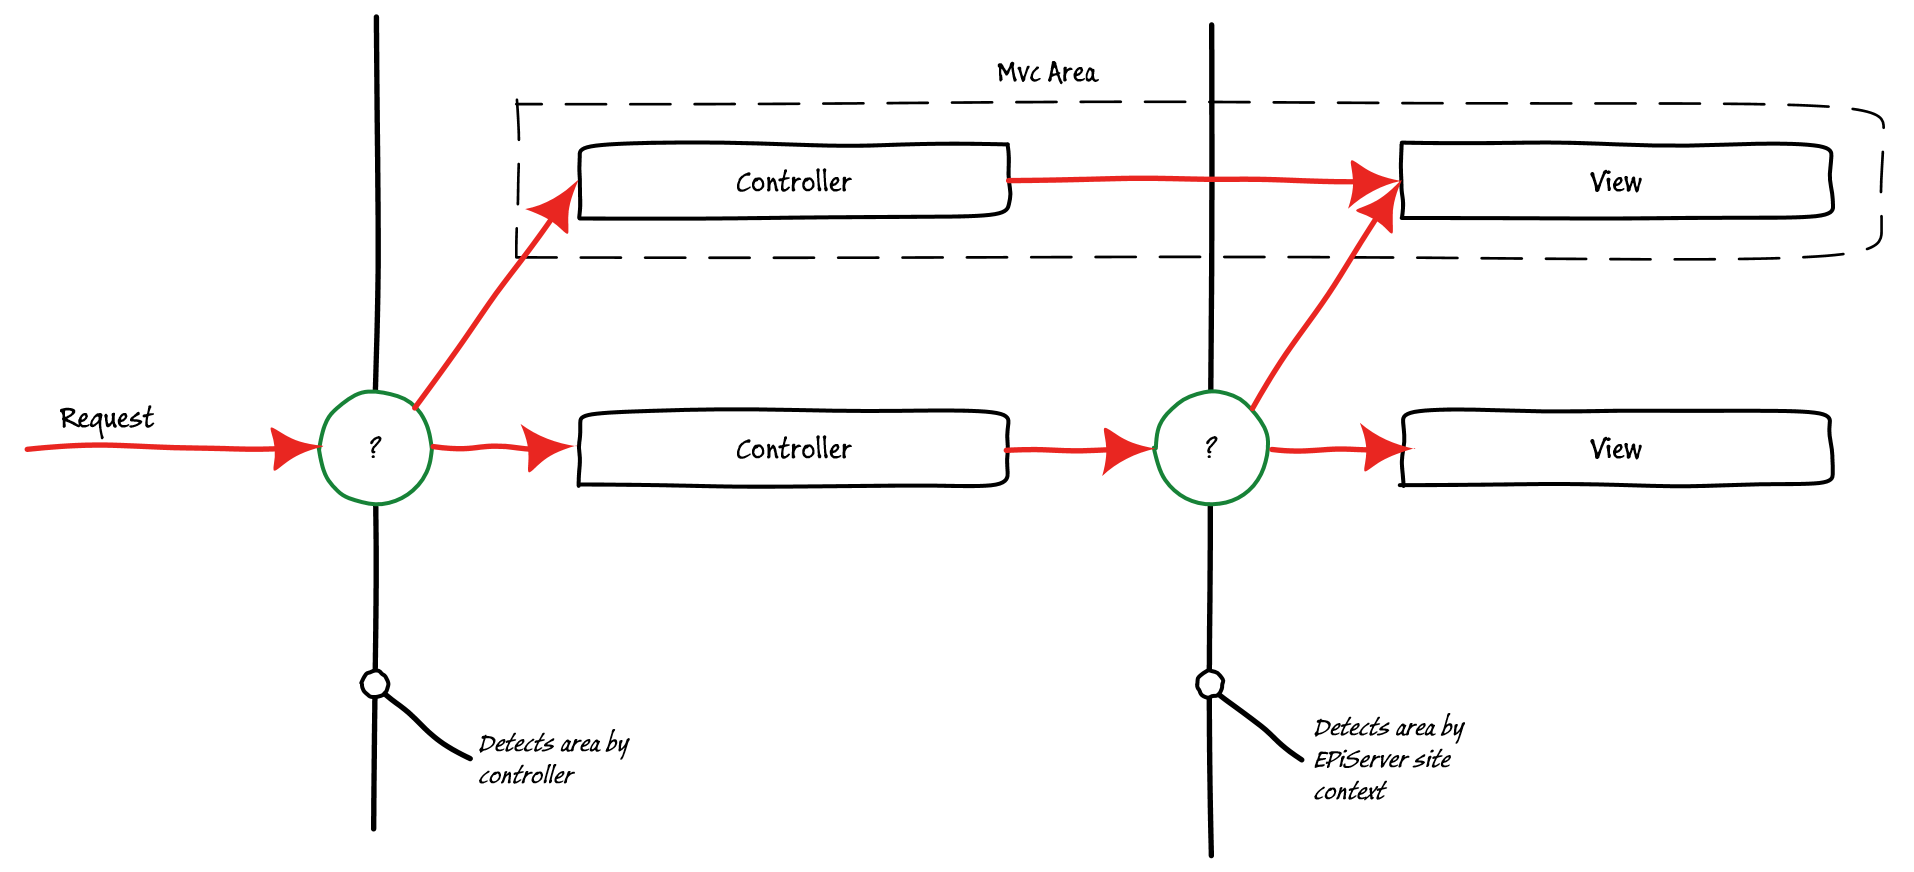 Mvc Area
Controller
View
Request
?
Controller
?
View
Detects area by
controller
Detects area by
EPiServer site
context